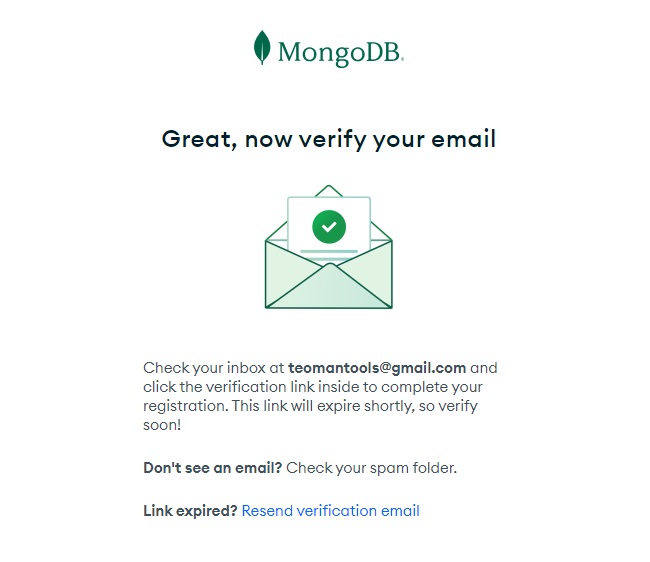 MongoDB.
Great, now verify your email
Check your inbox at teomantools@gmail.com and
click the verification link inside to complete your
registration. This link will expire shortly, so verify
soon!
Don't see an email? Check your spam folder.
Link expired? Resend verification email